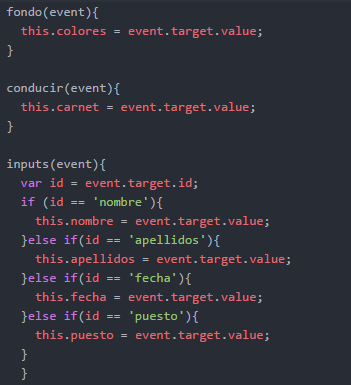 fondo(event){
  this.colores = event.target.value;
}

conducir(event){
  this.carnet = event.target.value;
}

inputs(event){
  var id = event.target.id;
  if (id == 'nombre'){
    this.nombre = event.target.value;
  }else if(id == 'apellidos'){
    this.apellidos = event.target.value;
  }else if(id == 'fecha'){
    this.fecha = event.target.value;
  }else if(id == 'puesto'){
    this.puesto = event.target.value;
  }
  }